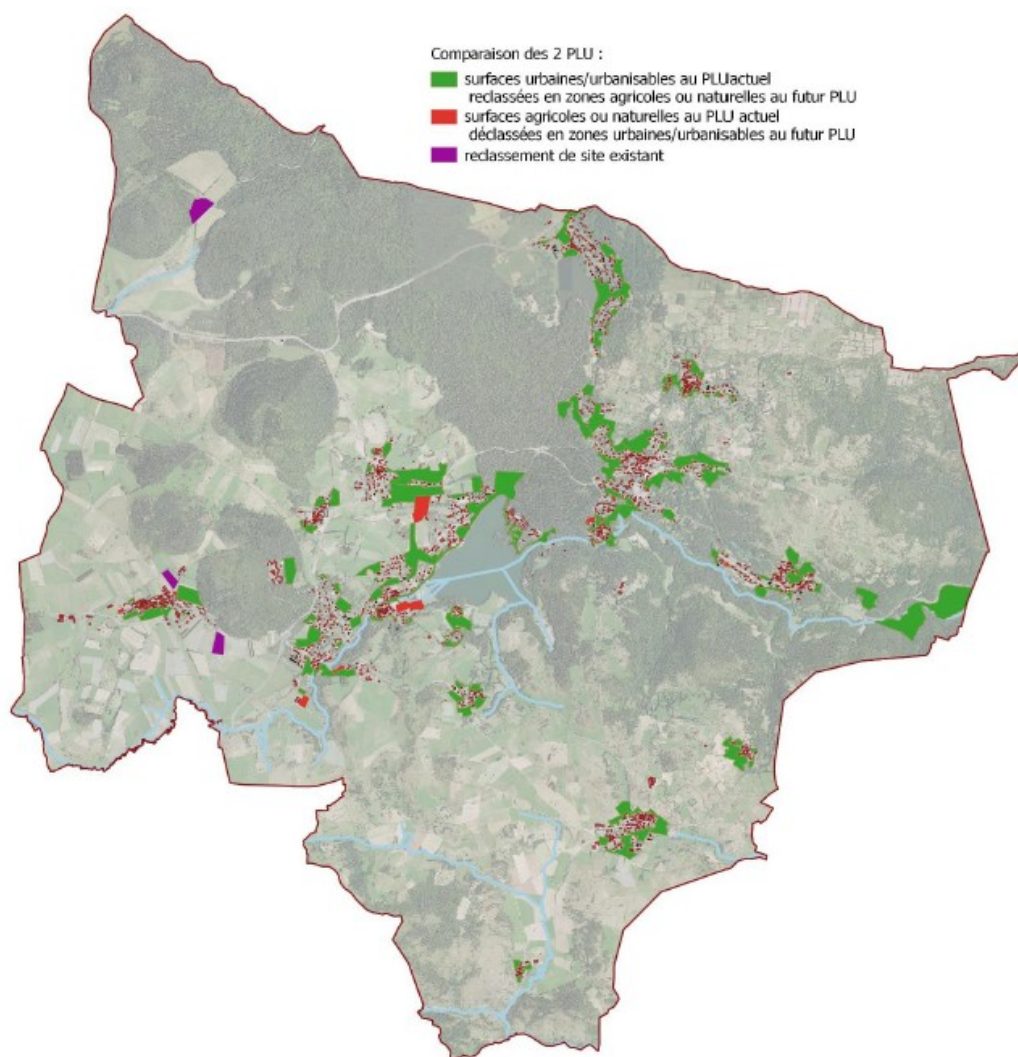 Comparaison des 2 PLU :
surfaces urbaines/urbanisables au PLUactuel
reclassées en zones agricoles ou naturelles au futur PLU
surfaces agricoles ou naturelles au PLU actuel
déclassées en zones urbaines/urbanisables au futur PLU
reclassement de site existant